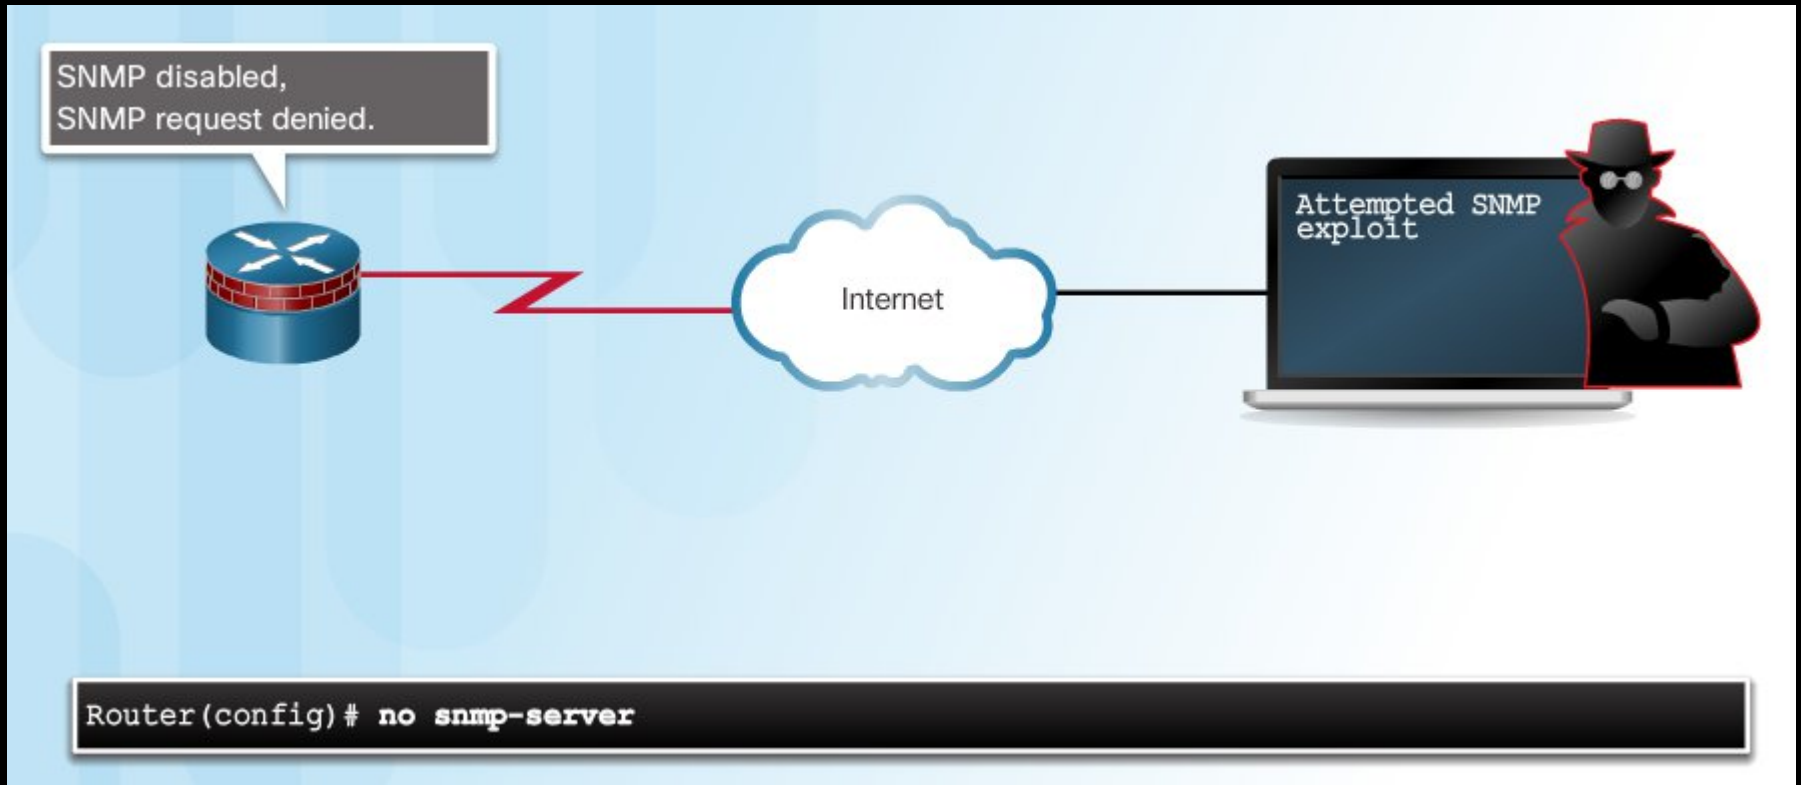 SNMP disabled,
SNMP request denied.
Internet
Attempted SNMP
exploit
Router(config)# no snmp-server